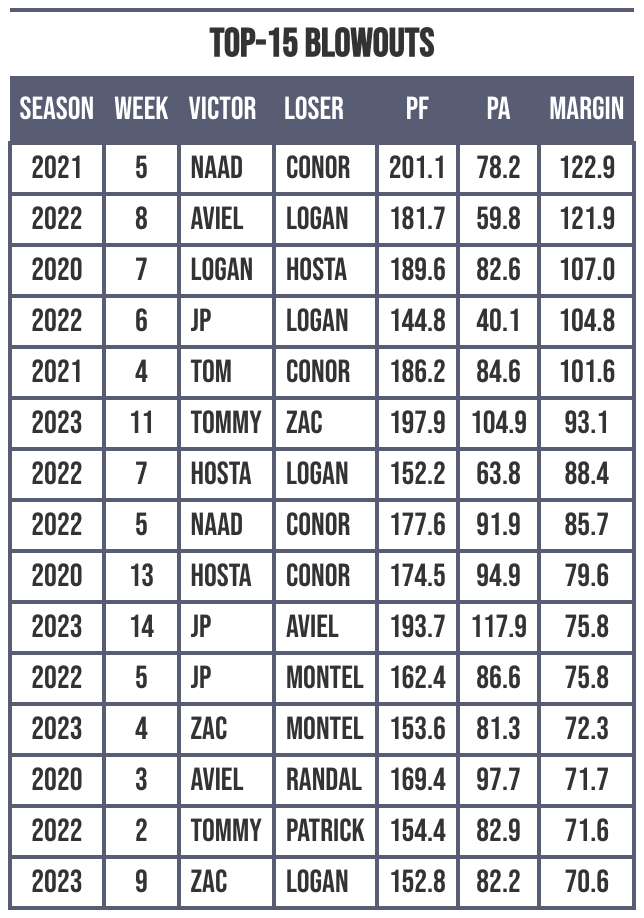 TOP-15 BLOWOUTS
SEASON WEEK VICTOR LOSER PF PA MARGIN
2021 5 NAAD CONOR 201.1 78.2 122.9
2022 8 AVIEL LOGAN 181.7 59.8 121.9
2020 7 LOGAN HOSTA 189.6 82.6 107.0
2022 6 JP LOGAN 144.8 40.1 104.8
2021 4 TOM CONOR 186.2 84.6 101.6
2023 11 TOMMY ZAC 197.9 104.9 93.1
2022 7 HOSTA LOGAN 152.2 63.8 88.4
2022 5 NAAD CONOR 177.6 91.9 85.7
2020 13 HOSTA CONOR 174.5 94.9 79.6
2023 14 JP AVIEL 193.7 117.9 75.8
2022 5 JP MONTEL 162.4 86.6 75.8
2023 4 ZAC MONTEL 153.6 81.3 72.3
2020 3 AVIEL RANDAL 169.4 97.7 71.7
2022 2 TOMMY PATRICK 154.4 82.9 71.6
2023 9 ZAC LOGAN 152.8 82.2 70.6